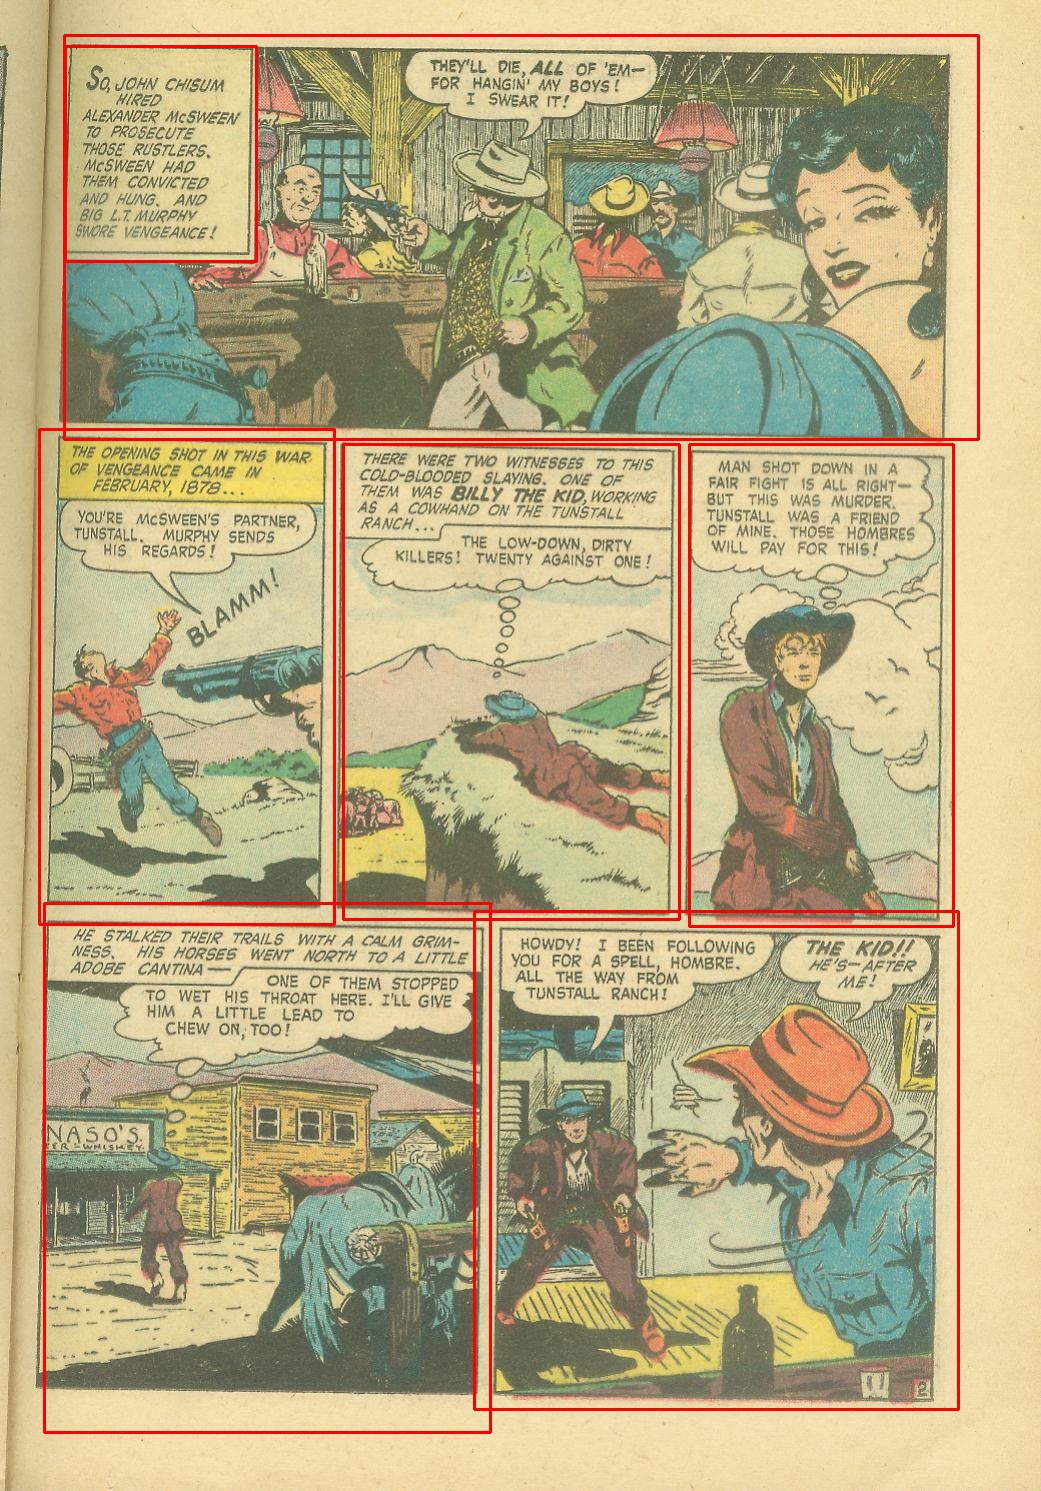 SO, JOHN CHISUM
HIRED
ALEXANDER McSWEEN
TO PROSECUTE
THOSE RUSTLERS.
McSWEEN HAD
THEM CONVICTED
AND HUNG. AND
BIG L.T. MURPHY
SWORE VENGEANCE!
THEY'LL DIE, ALL OF 'EM—
FOR HANGIN' MY BOYS!
I SWEAR IT!
THE OPENING SHOT IN THIS WAR
OF VENGEANCE CAME IN
FEBRUARY, 1878...
YOU'RE McSWEEN'S PARTNER,
TUNSTALL. MURPHY SENDS
HIS REGARDS!
BLAMM!
THERE WERE TWO WITNESSES TO THIS
COLD-BLOODED SLAYING. ONE OF
THEM WAS BILLY THE KID, WORKING
AS A COWHAND ON THE TUNSTALL
RANCH...
THE LOW-DOWN, DIRTY
KILLERS! TWENTY AGAINST ONE!
MAN SHOT DOWN IN A
FAIR FIGHT IS ALL RIGHT—
BUT THIS WAS MURDER.
TUNSTALL WAS A FRIEND
OF MINE. THOSE HOMBRES
WILL PAY FOR THIS!
HE STALKED THEIR TRAILS WITH A CALM GRIM-
NESS. HIS HORSES WENT NORTH TO A LITTLE
ADOBE CANTINA—
ONE OF THEM STOPPED
TO WET HIS THROAT HERE. I'LL GIVE
HIM A LITTLE LEAD TO
CHEW ON, TOO!
NASO'S
ER-WHISKEY
HOWDY! I BEEN FOLLOWING
YOU FOR A SPELL, HOMBRE.
ALL THE WAY FROM
TUNSTALL RANCH!
THE KID!!
HE'S—AFTER
ME!
2